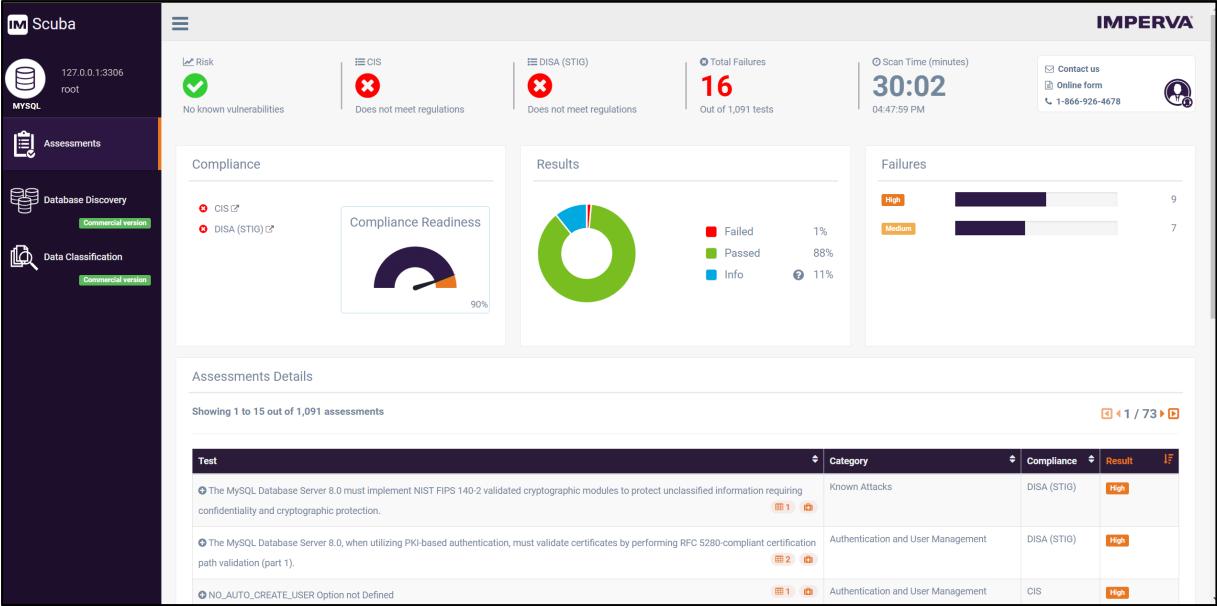 IM Scuba
IMPERVA
127.0.0.1:3306
root
MYSQL
Assessments
Database Discovery
Commercial version
Data Classification
Commercial version
Risk
No known vulnerabilities
CIS
Does not meet regulations
DISA (STIG)
Does not meet regulations
Total Failures
16
Out of 1,091 tests
Scan Time (minutes)
30:02
04:47:59 PM
Contact us
Online form
1-866-926-4678
Compliance
CIS
DISA (STIG)
Compliance Readiness
90%
Results
Failed 1%
Passed 88%
Info ? 11%
Failures
High 9
Medium 7
Assessments Details
Showing 1 to 15 out of 1,091 assessments
1 / 73
Test Category Compliance Result
The MySQL Database Server 8.0 must implement NIST FIPS 140-2 validated cryptographic modules to protect unclassified information requiring Known Attacks DISA (STIG) High
confidentiality and cryptographic protection. 1
The MySQL Database Server 8.0, when utilizing PKI-based authentication, must validate certificates by performing RFC 5280-compliant certification Authentication and User Management DISA (STIG) High
path validation (part 1). 2
NO_AUTO_CREATE_USER Option not Defined 1 Authentication and User Management CIS High